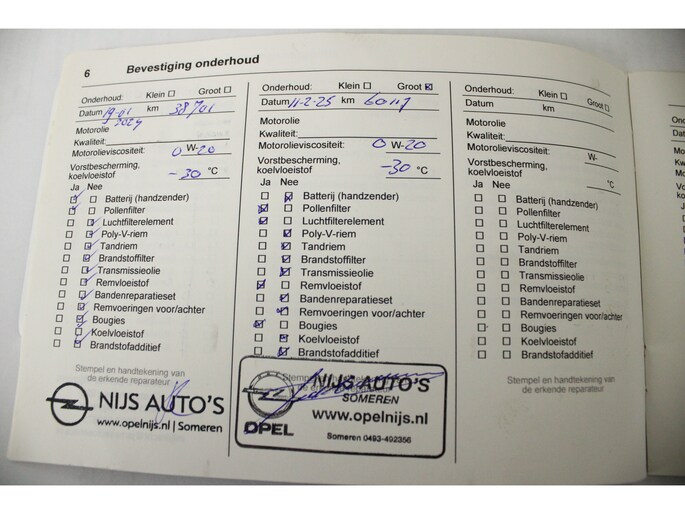 6 Bevestiging onderhoud
Onderhoud: Klein Groot
Datum 19-01 2024 km 38701
Motorolie
Kwaliteit:
Motorolieviscositeit: 0 W-20
Vorstbescherming,
koelvloeistof -30 °C
Ja Nee
Batterij (handzender)
Pollenfilter
Luchtfilterelement
Poly-V-riem
Tandriem
Brandstoffilter
Transmissieolie
Remvloeistof
Bandenreparatieset
Remvoeringen voor/achter
Bougies
Koelvloeistof
Brandstofadditief
Stempel en handtekening van
de erkende reparateur
NIJS AUTO'S
www.opelnijs.nl | Someren
Onderhoud: Klein Groot
Datum 11-2-25 km 60117
Motorolie
Kwaliteit:
Motorolieviscositeit: 0 W-20
Vorstbescherming,
koelvloeistof -30 °C
Ja Nee
Batterij (handzender)
Pollenfilter
Luchtfilterelement
Poly-V-riem
Tandriem
Brandstoffilter
Transmissieolie
Remvloeistof
Bandenreparatieset
Remvoeringen voor/achter
Bougies
Koelvloeistof
Brandstofadditief
Stempel
de
NIJS AUTO'S
SOMEREN
www.opelnijs.nl
OPEL
Someren 0493-492356
Onderhoud: Klein Groot
Datum km
Motorolie
Kwaliteit:
Motorolieviscositeit: W-
Vorstbescherming,
koelvloeistof °C
Ja Nee
Batterij (handzender)
Pollenfilter
Luchtfilterelement
Poly-V-riem
Tandriem
Brandstoffilter
Transmissieolie
Remvloeistof
Bandenreparatieset
Remvoeringen voor/achter
Bougies
Koelvloeistof
Brandstofadditief
Stempel en handtekening van
de erkende reparateur